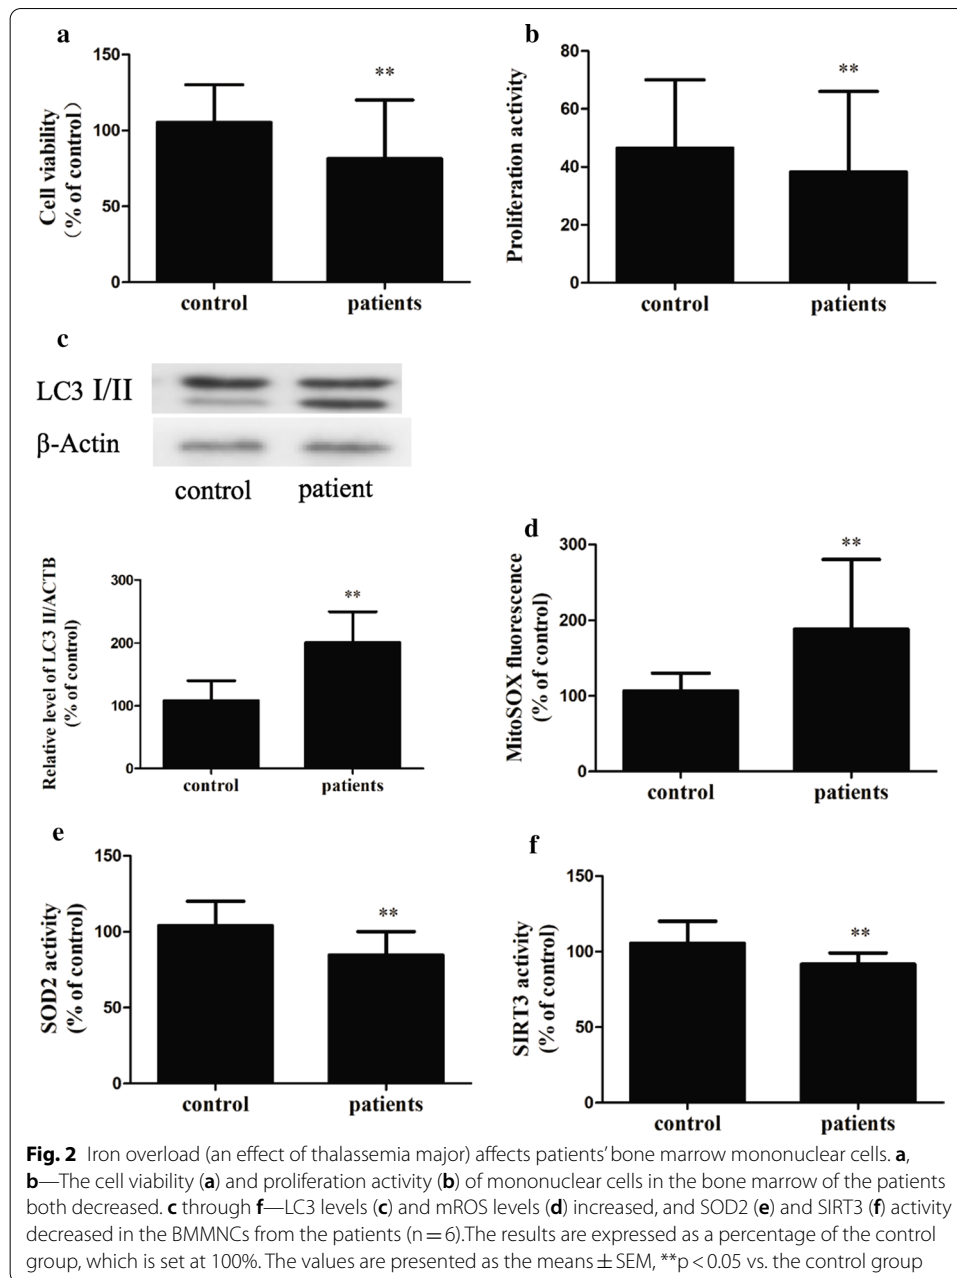 a
150
100
50
0
Cell viability
(% of control)
**
control
patients
b
80
60
40
20
0
Proliferation activity
**
control
patients
c
LC3 I/II
β-Actin
control
patient
300
200
100
0
Relative level of LC3 II/ACTB
(% of control)
**
control
patients
d
300
200
100
0
MitoSOX fluorescence
(% of control)
**
control
patients
e
150
100
50
0
SOD2 activity
(% of control)
**
control
patients
f
150
100
50
0
SIRT3 activity
(% of control)
**
control
patients
Fig. 2 Iron overload (an effect of thalassemia major) affects patients’ bone marrow mononuclear cells. a,
b—The cell viability (a) and proliferation activity (b) of mononuclear cells in the bone marrow of the patients
both decreased. c through f—LC3 levels (c) and mROS levels (d) increased, and SOD2 (e) and SIRT3 (f) activity
decreased in the BMMNCs from the patients (n = 6).The results are expressed as a percentage of the control
group, which is set at 100%. The values are presented as the means ± SEM, **p < 0.05 vs. the control group